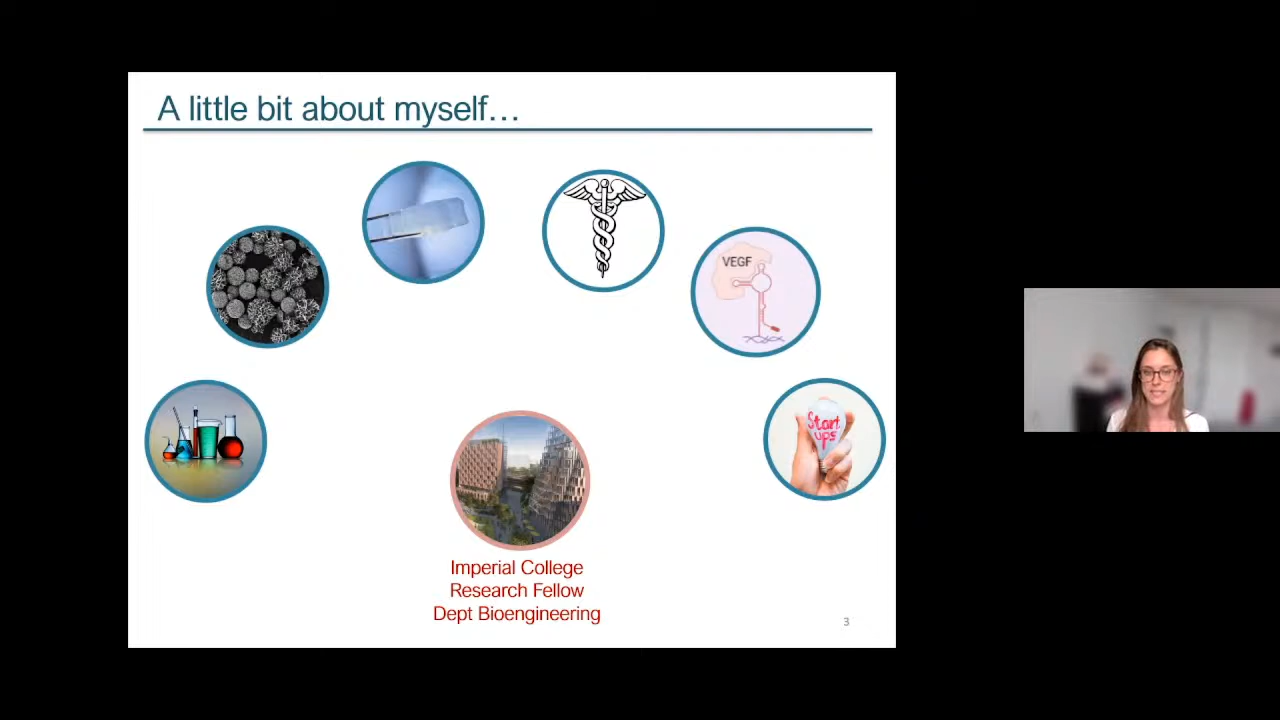 A little bit about myself…
VEGF
Start
ups
Imperial College
Research Fellow
Dept Bioengineering
3